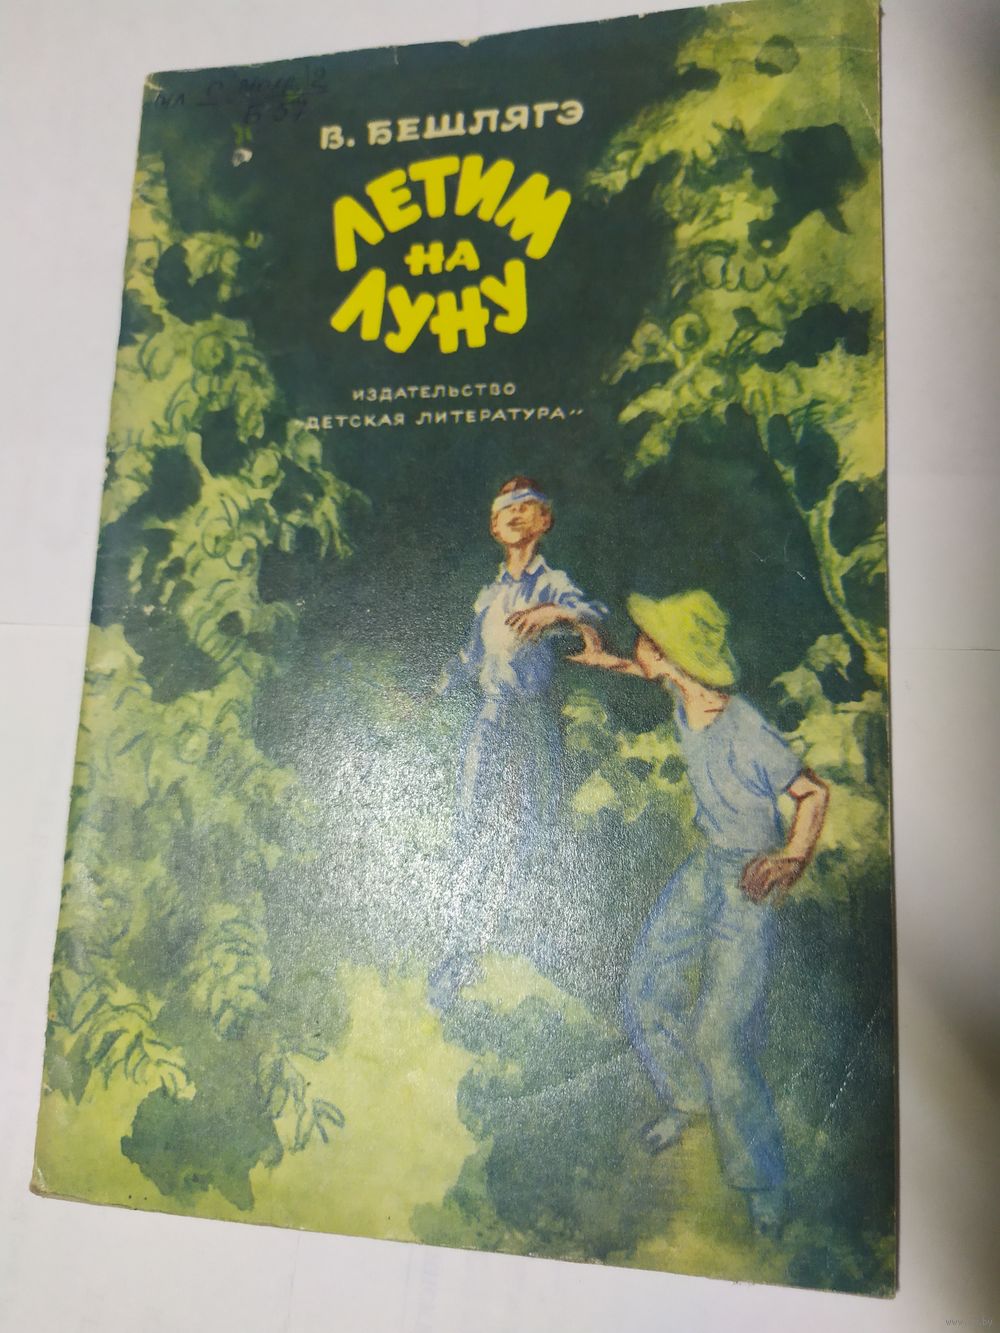 В. БЕШЛЯГЭ
ЛЕТИМ
НА
ЛУНУ
ИЗДАТЕЛЬСТВО
„ДЕТСКАЯ ЛИТЕРАТУРА"